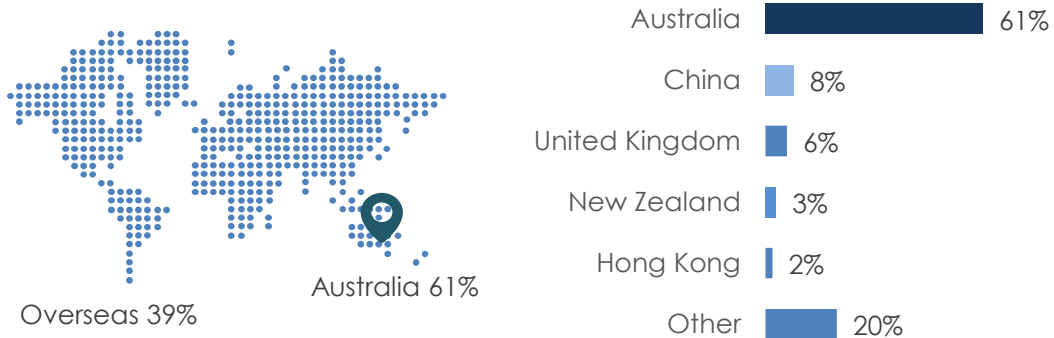 Australia 61%
China 8%
United Kingdom 6%
New Zealand 3%
Hong Kong 2%
Other 20%
Australia 61%
Overseas 39%